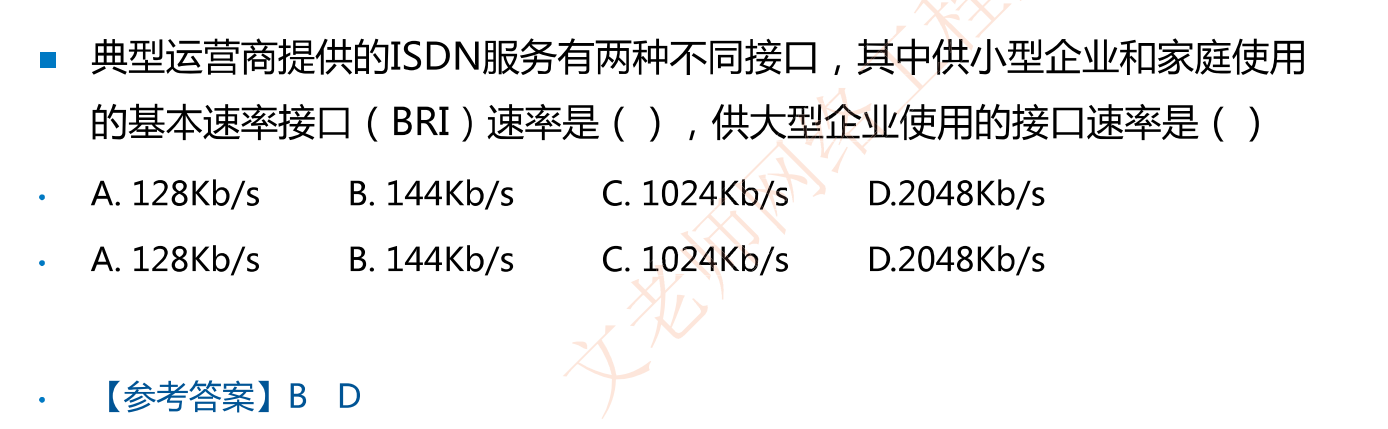 典型运营商提供的ISDN服务有两种不同接口，其中供小型企业和家庭使用
的基本速率接口（BRI）速率是（ ），供大型企业使用的接口速率是（ ）
A. 128Kb/s B. 144Kb/s C. 1024Kb/s D.2048Kb/s
A. 128Kb/s B. 144Kb/s C. 1024Kb/s D.2048Kb/s
【参考答案】B D
文老师网络工程